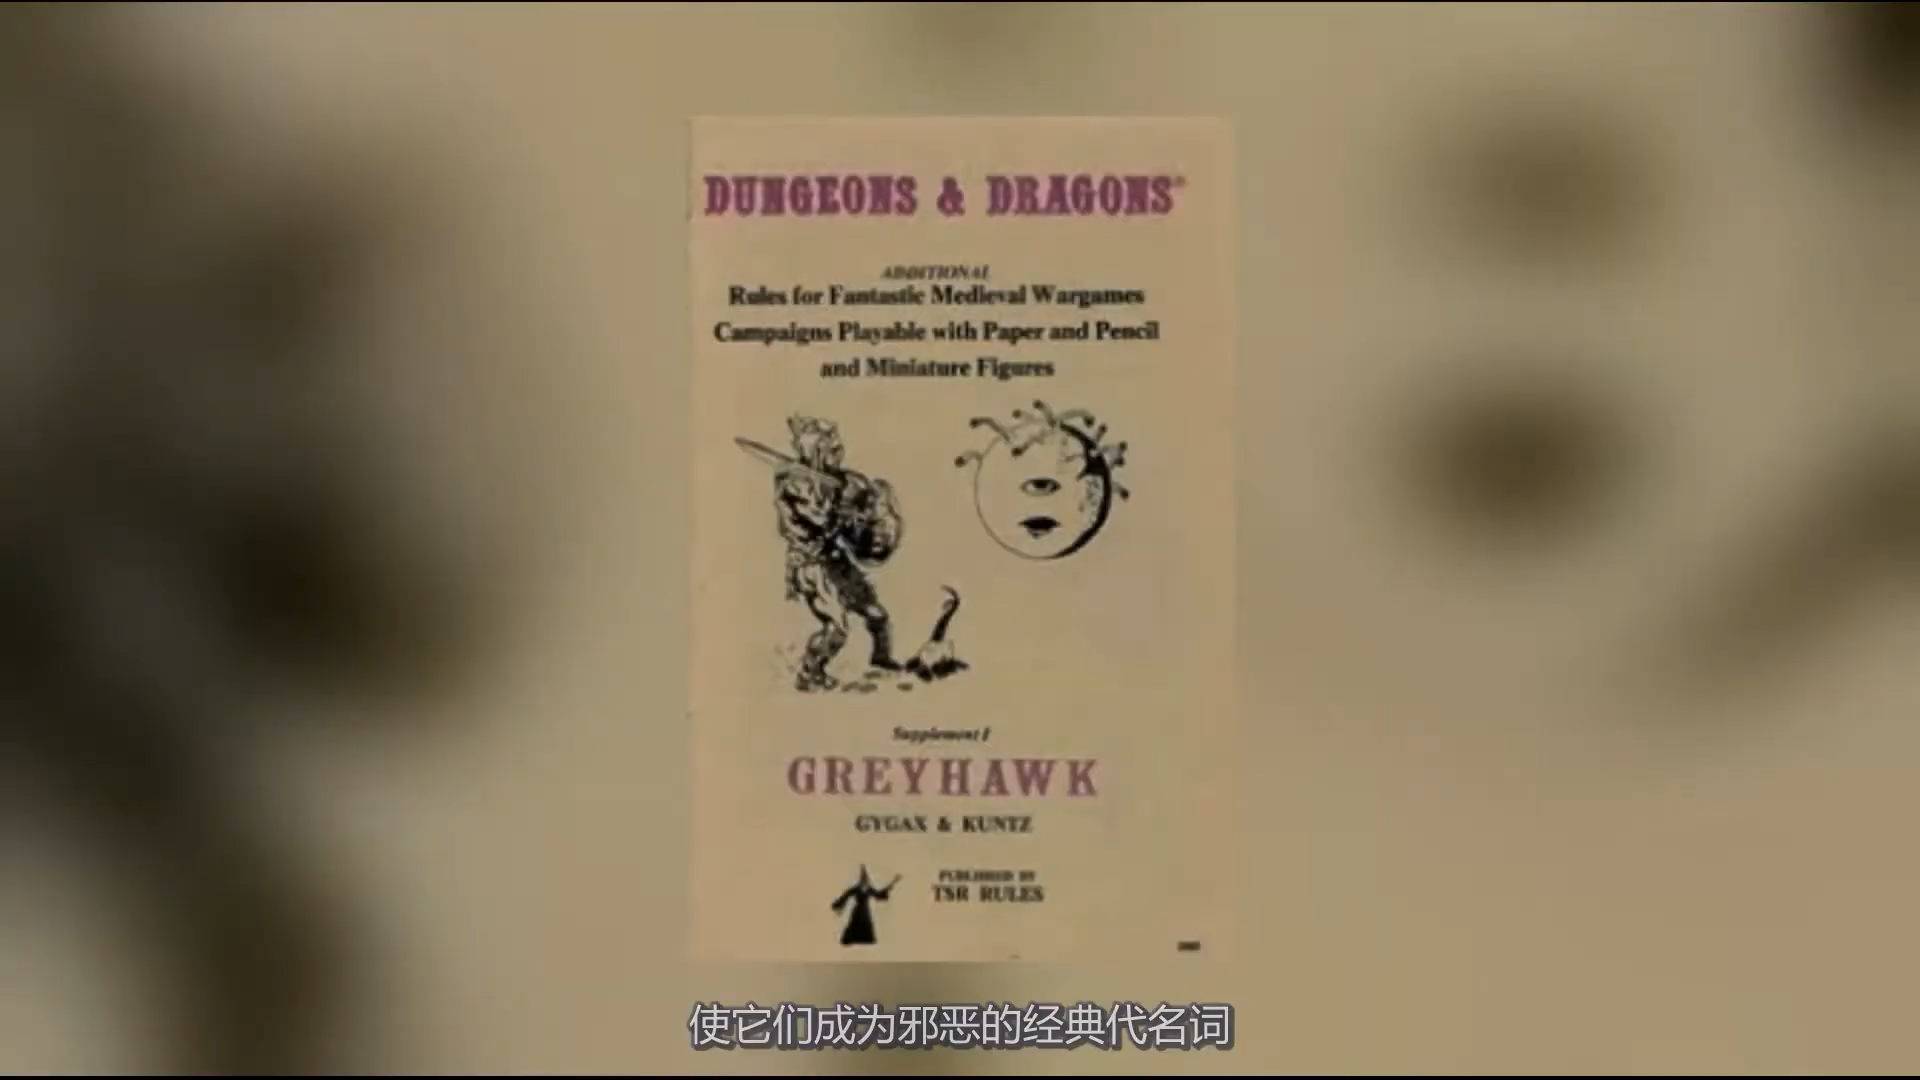 DUNGEONS & DRAGONS®
ADDITIONAL
Rules for Fantastic Medieval Wargames
Campaigns Playable with Paper and Pencil
and Miniature Figures
Supplement I
GREYHAWK
GYGAX & KUNTZ
PUBLISHED BY
TSR RULES
使它们成为邪恶的经典代名词